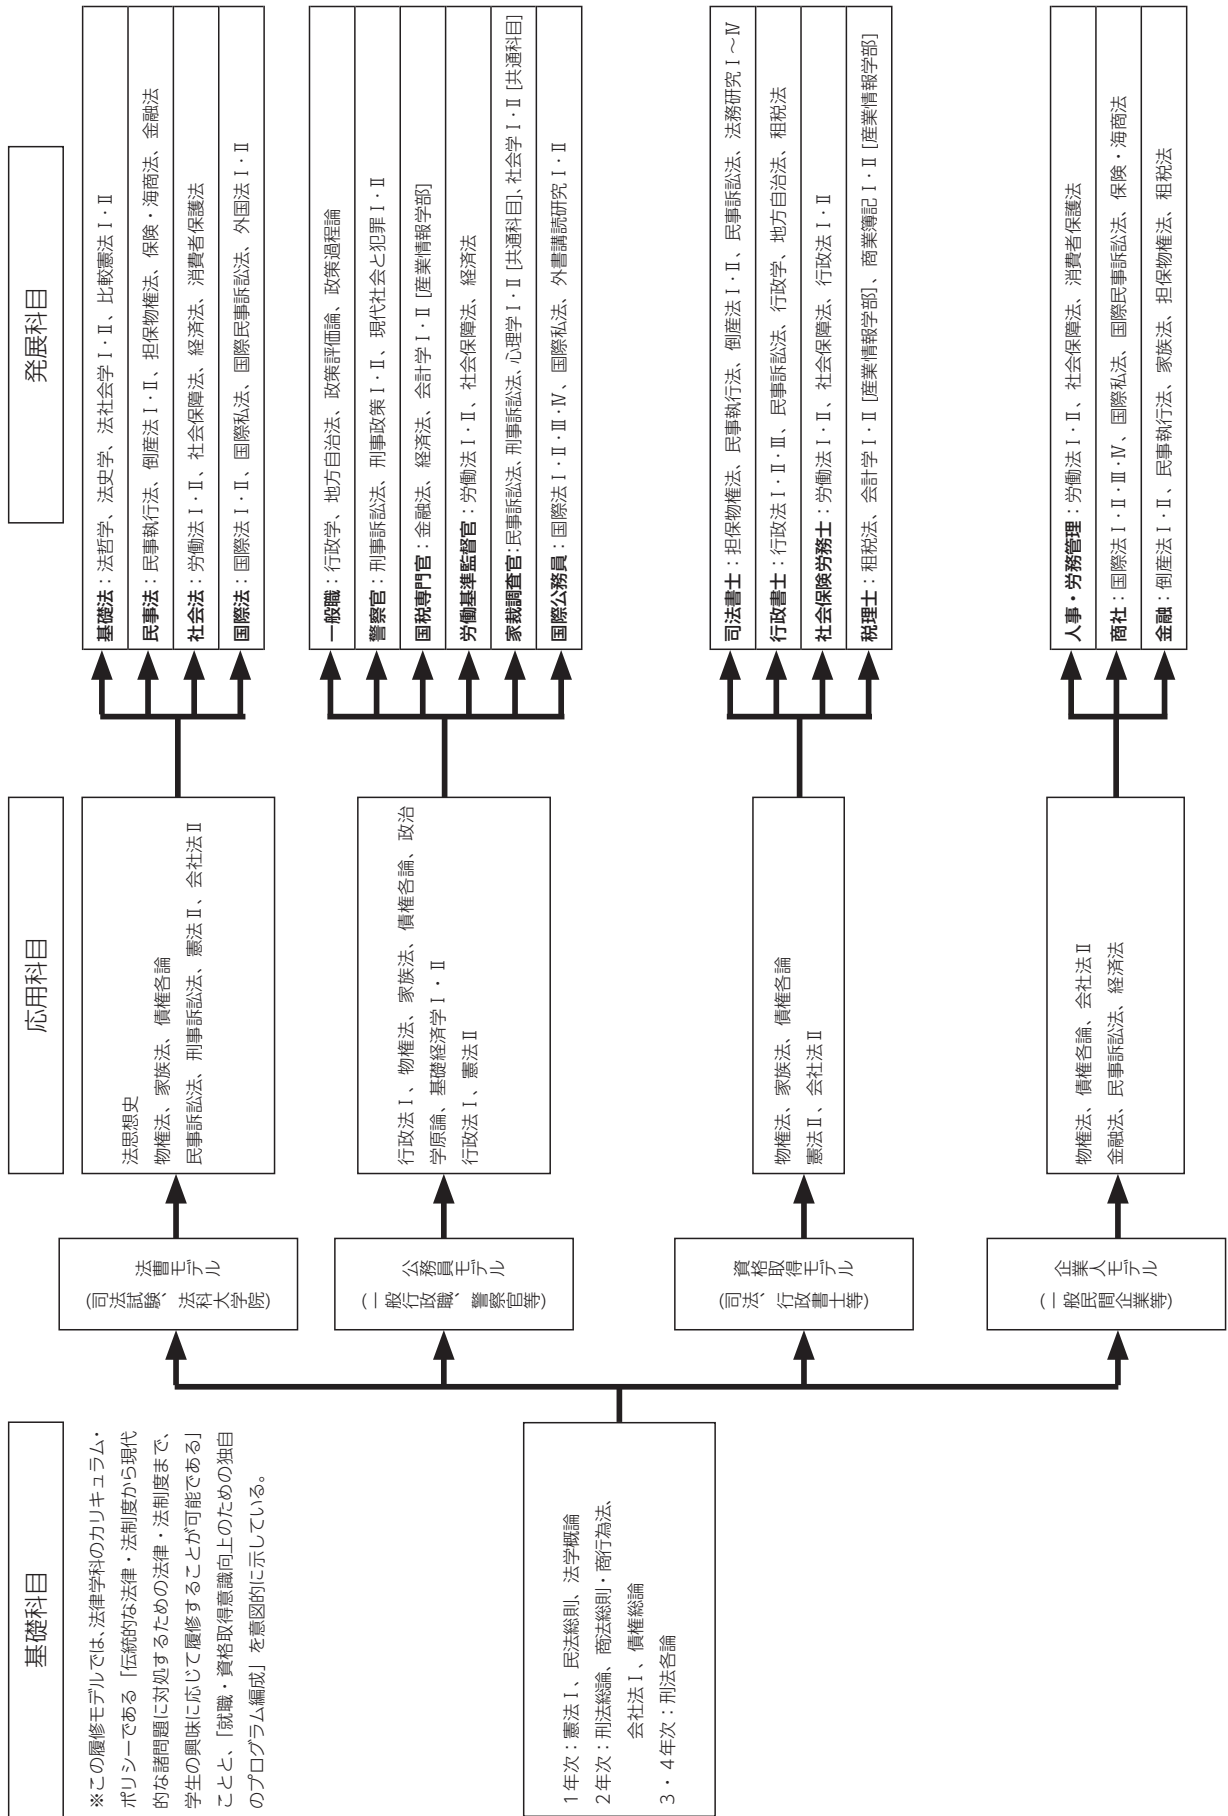 基礎科目
※この履修モデルでは、法律学科のカリキュラム・
ポリシーである「伝統的な法律・法制度から現代
的な諸問題に対処するための法律・法制度まで、
学生の興味に応じて履修することが可能である」
ことと、「就職・資格取得意識向上のための独自
のプログラム編成」を意図的に示している。
1年次：憲法Ⅰ、民法総則、法学概論
2年次：刑法総論、商法総則・商行為法、
会社法Ⅰ、債権総論
3・4年次：刑法各論
法曹モデル
(司法試験、法科大学院)
公務員モデル
(一般行政職、警察官等)
資格取得モデル
(司法、行政書士等)
企業人モデル
(一般民間企業等)
応用科目
法思想史
物権法、家族法、債権各論
民事訴訟法、刑事訴訟法、憲法Ⅱ、会社法Ⅱ
行政法Ⅰ、物権法、家族法、債権各論、政治
学原論、基礎経済学Ⅰ・Ⅱ
行政法Ⅰ、憲法Ⅱ
物権法、家族法、債権各論
憲法Ⅱ、会社法Ⅱ
物権法、債権各論、会社法Ⅱ
金融法、民事訴訟法、経済法
発展科目
基礎法：法哲学、法史学、法社会学Ⅰ・Ⅱ、比較憲法Ⅰ・Ⅱ
民事法：民事執行法、倒産法Ⅰ・Ⅱ、担保物権法、保険・海商法、金融法
社会法：労働法Ⅰ・Ⅱ、社会保障法、経済法、消費者保護法
国際法：国際法Ⅰ・Ⅱ、国際私法、国際民事訴訟法、外国法Ⅰ・Ⅱ
一般職：行政学、地方自治法、政策評価論、政策過程論
警察官：刑事訴訟法、刑事政策Ⅰ・Ⅱ、現代社会と犯罪Ⅰ・Ⅱ
国税専門官：金融法、経済法、会計学Ⅰ・Ⅱ [産業情報学部]
労働基準監督官：労働法Ⅰ・Ⅱ、社会保障法、経済法
家裁調査官：民事訴訟法、刑事訴訟法、心理学Ⅰ・Ⅱ [共通科目]、社会学Ⅰ・Ⅱ [共通科目]
国際公務員：国際法Ⅰ・Ⅱ・Ⅲ・Ⅳ、国際私法、外書講読研究Ⅰ・Ⅱ
司法書士：担保物権法、民事執行法、倒産法Ⅰ・Ⅱ、民事訴訟法、法務研究Ⅰ～Ⅳ
行政書士：行政法Ⅰ・Ⅱ・Ⅲ、民事訴訟法、行政学、地方自治法、租税法
社会保険労務士：労働法Ⅰ・Ⅱ、社会保障法、行政法Ⅰ・Ⅱ
税理士：租税法、会計学Ⅰ・Ⅱ [産業情報学部]、商業簿記Ⅰ・Ⅱ [産業情報学部]
人事・労務管理：労働法Ⅰ・Ⅱ、社会保障法、消費者保護法
商社：国際法Ⅰ・Ⅱ・Ⅲ・Ⅳ、国際私法、国際民事訴訟法、保険・海商法
金融：倒産法Ⅰ・Ⅱ、民事執行法、家族法、担保物権法、租税法